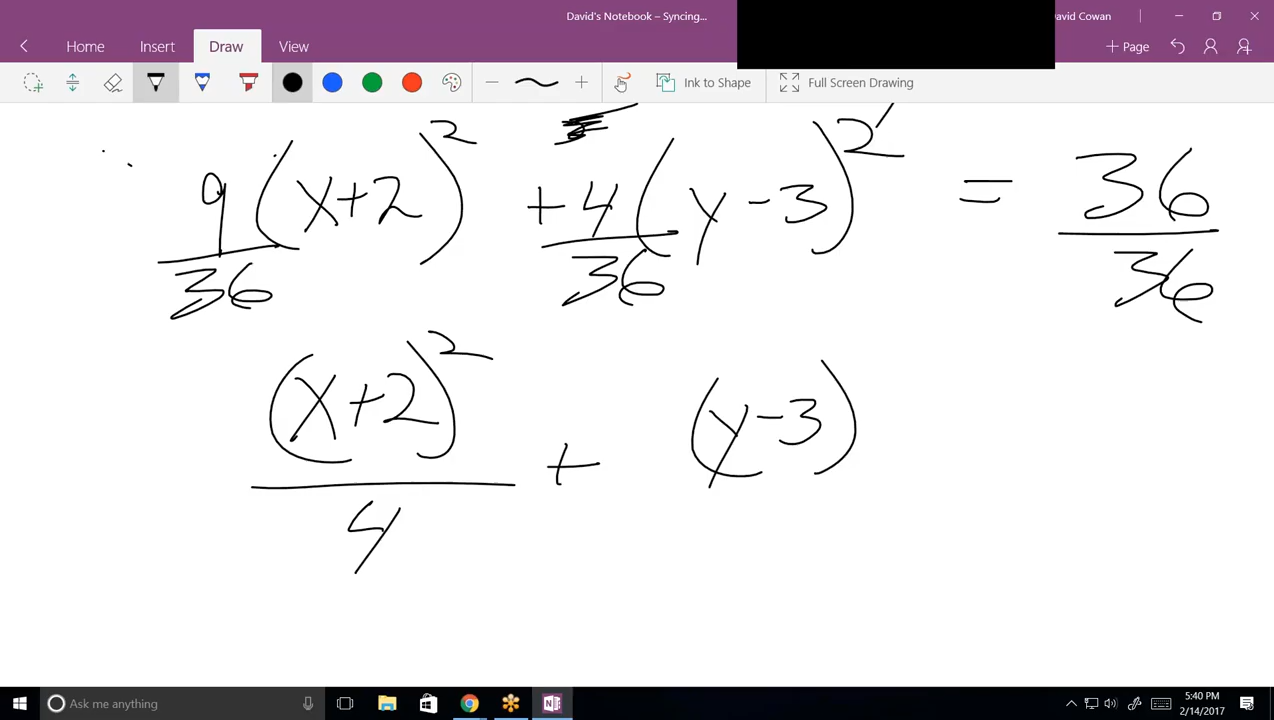 David's Notebook – Syncing...
avid Cowan
Home Insert Draw View
Page
Ink to Shape Full Screen Drawing
9(x+2)² +4(y-3)² = 36
36 36 36
(x+2)² + (y-3)
4
Ask me anything
5:40 PM
2/14/2017